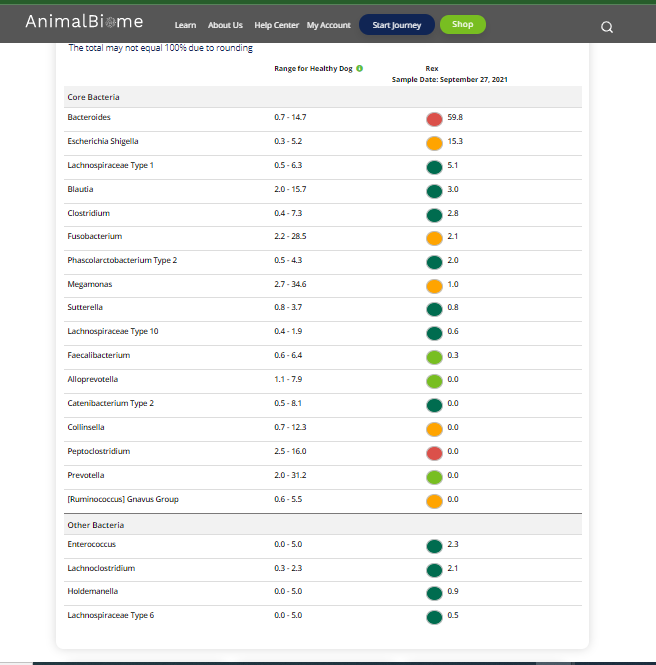 AnimalBiome Learn About Us Help Center My Account Start Journey Shop
The total may not equal 100% due to rounding
Range for Healthy Dog Rex
Sample Date: September 27, 2021
Core Bacteria
Bacteroides 0.7 - 14.7 59.8
Escherichia Shigella 0.3 - 5.2 15.3
Lachnospiraceae Type 1 0.5 - 6.3 5.1
Blautia 2.0 - 15.7 3.0
Clostridium 0.4 - 7.3 2.8
Fusobacterium 2.2 - 28.5 2.1
Phascolarctobacterium Type 2 0.5 - 4.3 2.0
Megamonas 2.7 - 34.6 1.0
Sutterella 0.8 - 3.7 0.8
Lachnospiraceae Type 10 0.4 - 1.9 0.6
Faecalibacterium 0.6 - 6.4 0.3
Alloprevotella 1.1 - 7.9 0.0
Catenibacterium Type 2 0.5 - 8.1 0.0
Collinsella 0.7 - 12.3 0.0
Peptoclostridium 2.5 - 16.0 0.0
Prevotella 2.0 - 31.2 0.0
[Ruminococcus] Gnavus Group 0.6 - 5.5 0.0
Other Bacteria
Enterococcus 0.0 - 5.0 2.3
Lachnoclostridium 0.3 - 2.3 2.1
Holdemanella 0.0 - 5.0 0.9
Lachnospiraceae Type 6 0.0 - 5.0 0.5